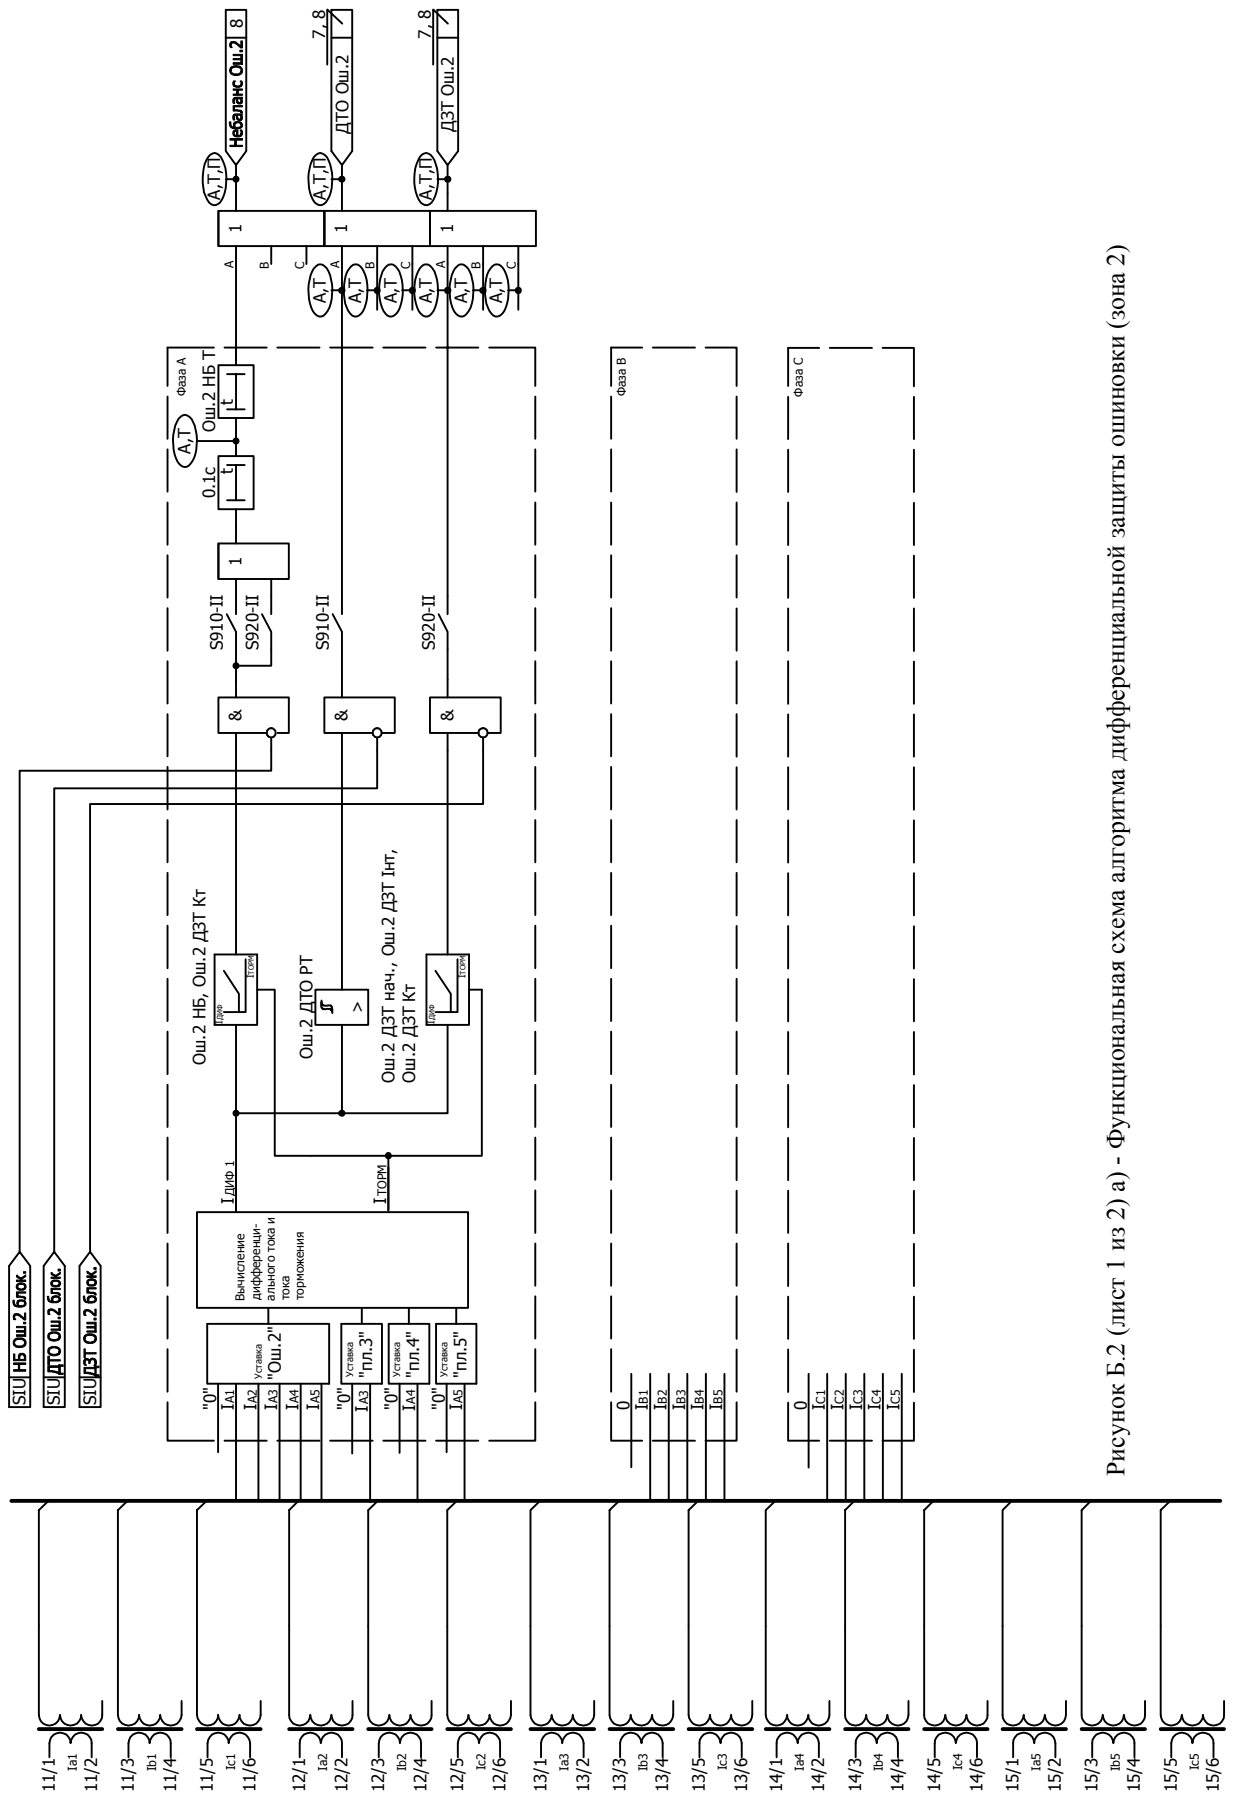 11/1
Ia1
11/2
11/3
Ib1
11/4
11/5
Ic1
11/6
12/1
Ia2
12/2
12/3
Ib2
12/4
12/5
Ic2
12/6
13/1
Ia3
13/2
13/3
Ib3
13/4
13/5
Ic3
13/6
14/1
Ia4
14/2
14/3
Ib4
14/4
14/5
Ic4
14/6
15/1
Ia5
15/2
15/3
Ib5
15/4
15/5
Ic5
15/6
SIU НБ Ош.2 блок.
SIU ДТО Ош.2 блок.
SIU ДЗТ Ош.2 блок.
"0"
IA1
IA2
IA3
IA4
IA5
"0"
IA3
"0"
IA4
"0"
IA5
Уставка
"Ош.2"
Уставка
"пл.3"
Уставка
"пл.4"
Уставка
"пл.5"
Вычисление
дифференци-
ального тока и
тока
торможения
IДИФ 1
IТОРМ
Ош.2 НБ, Ош.2 ДЗТ Кт
IДИФ
IТОРМ
Ош.2 ДТО РТ
>
Ош.2 ДЗТ нач., Ош.2 ДЗТ Iнт,
Ош.2 ДЗТ Кт
IДИФ
IТОРМ
&
&
&
S910-II
S920-II
S910-II
S920-II
1
0.1с
t
А,Т
Ош.2 НБ Т
t
Фаза А
A
B
C
1
А,Т
А,Т
А,Т
A
B
C
1
А,Т
А,Т
А,Т
A
B
C
1
А,Т,П
А,Т,П
А,Т,П
Небаланс Ош.2 8
ДТО Ош.2
7, 8
ДЗТ Ош.2
7, 8
Фаза В
0
IB1
IB2
IB3
IB4
IB5
Фаза С
0
IC1
IC2
IC3
IC4
IC5
Рисунок Б.2 (лист 1 из 2) а) - Функциональная схема алгоритма дифференциальной защиты ошиновки (зона 2)